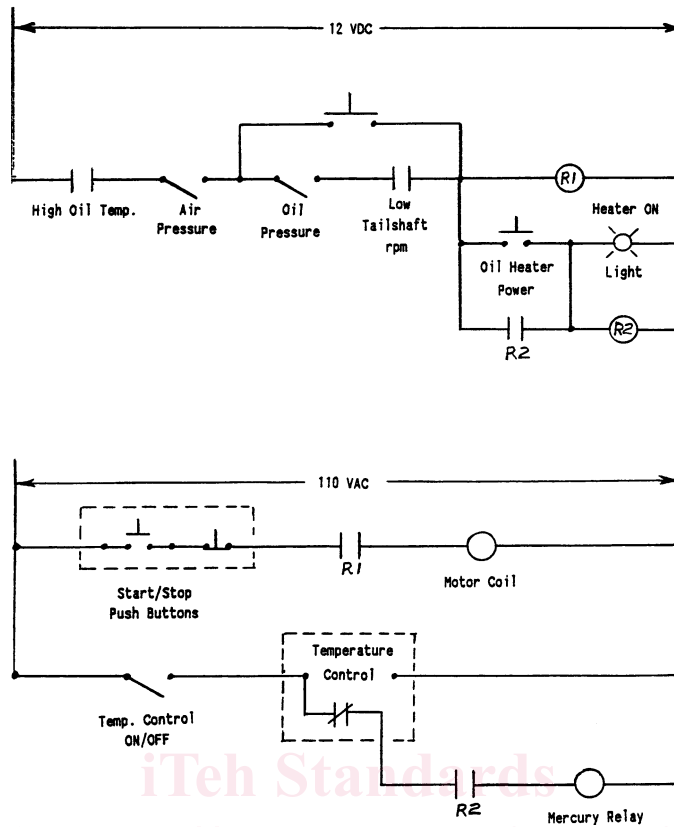 12 VDC
R1
High Oil Temp.
Air
Pressure
Oil
Pressure
Low
Tailshaft
rpm
Heater ON
Oil Heater
Power
Light
R2
R2
110 VAC
R1
Start/Stop
Push Buttons
Motor Coil
Temperature
Control
Temp. Control
ON/OFF
iTeh Standards
R2
Mercury Relay